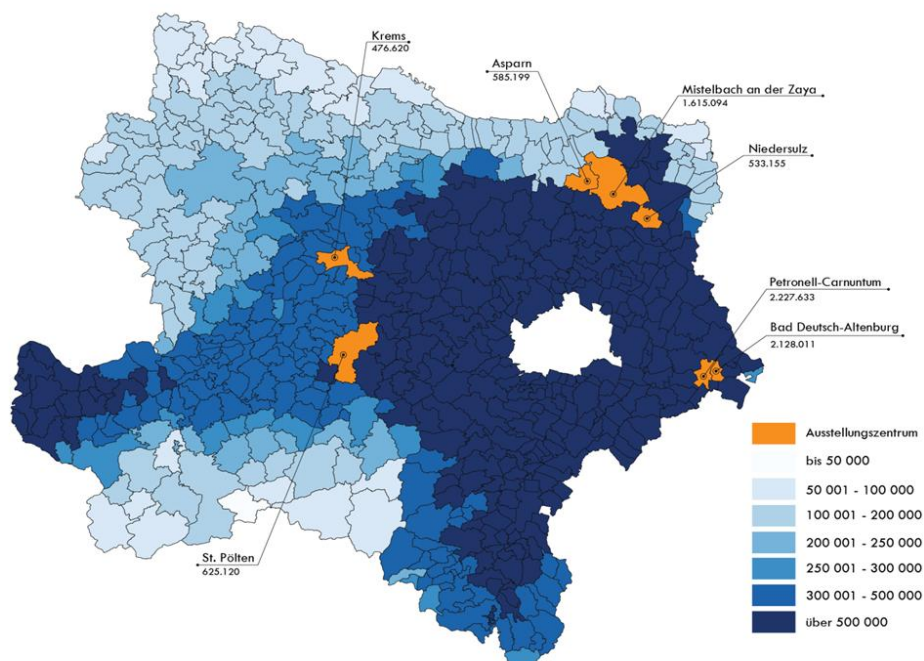 Krems
476.620
Asparn
585.199
Mistelbach an der Zaya
1.615.094
Niedersulz
533.155
Petronell-Carnuntum
2.227.633
Bad Deutsch-Altenburg
2.128.011
St. Pölten
625.120
Ausstellungszentrum
bis 50 000
50 001 - 100 000
100 001 - 200 000
200 001 - 250 000
250 001 - 300 000
300 001 - 500 000
über 500 000